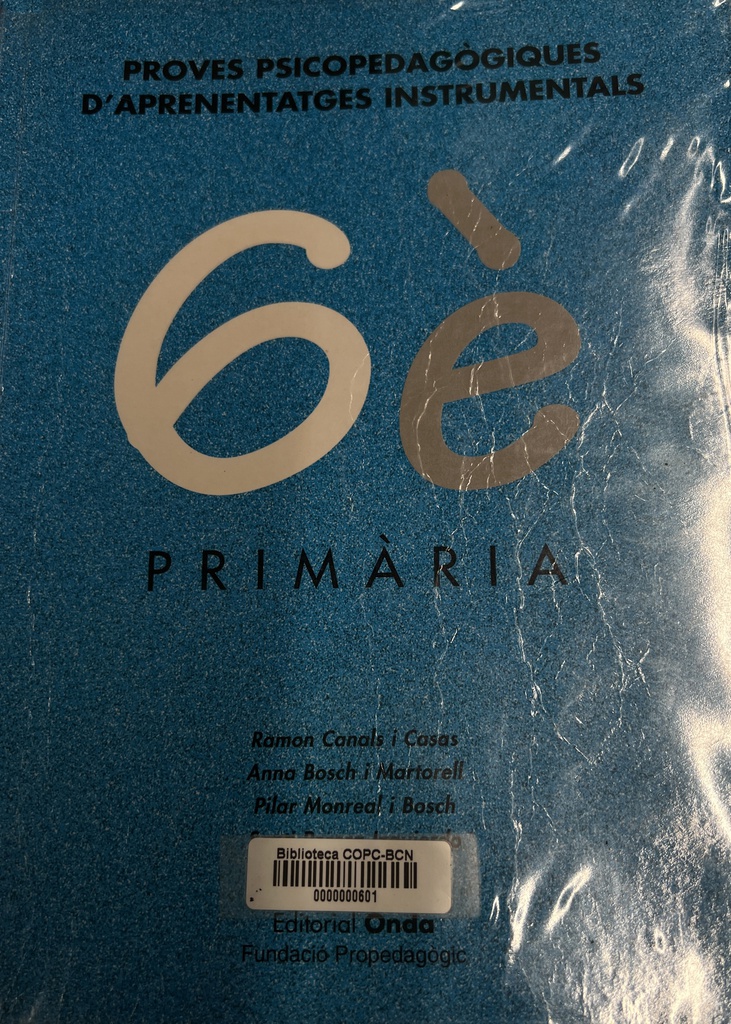 PROVES PSICOPEDAGÒGIQUES
D'APRENENTATGES INSTRUMENTALS
6è
PRIMÀRIA
Ramon Canals i Casas
Anna Bosch i Martorell
Pilar Monreal i Bosch
Biblioteca COPC-BCN
0000000601
Editorial Onda
Fundació Propedagògic